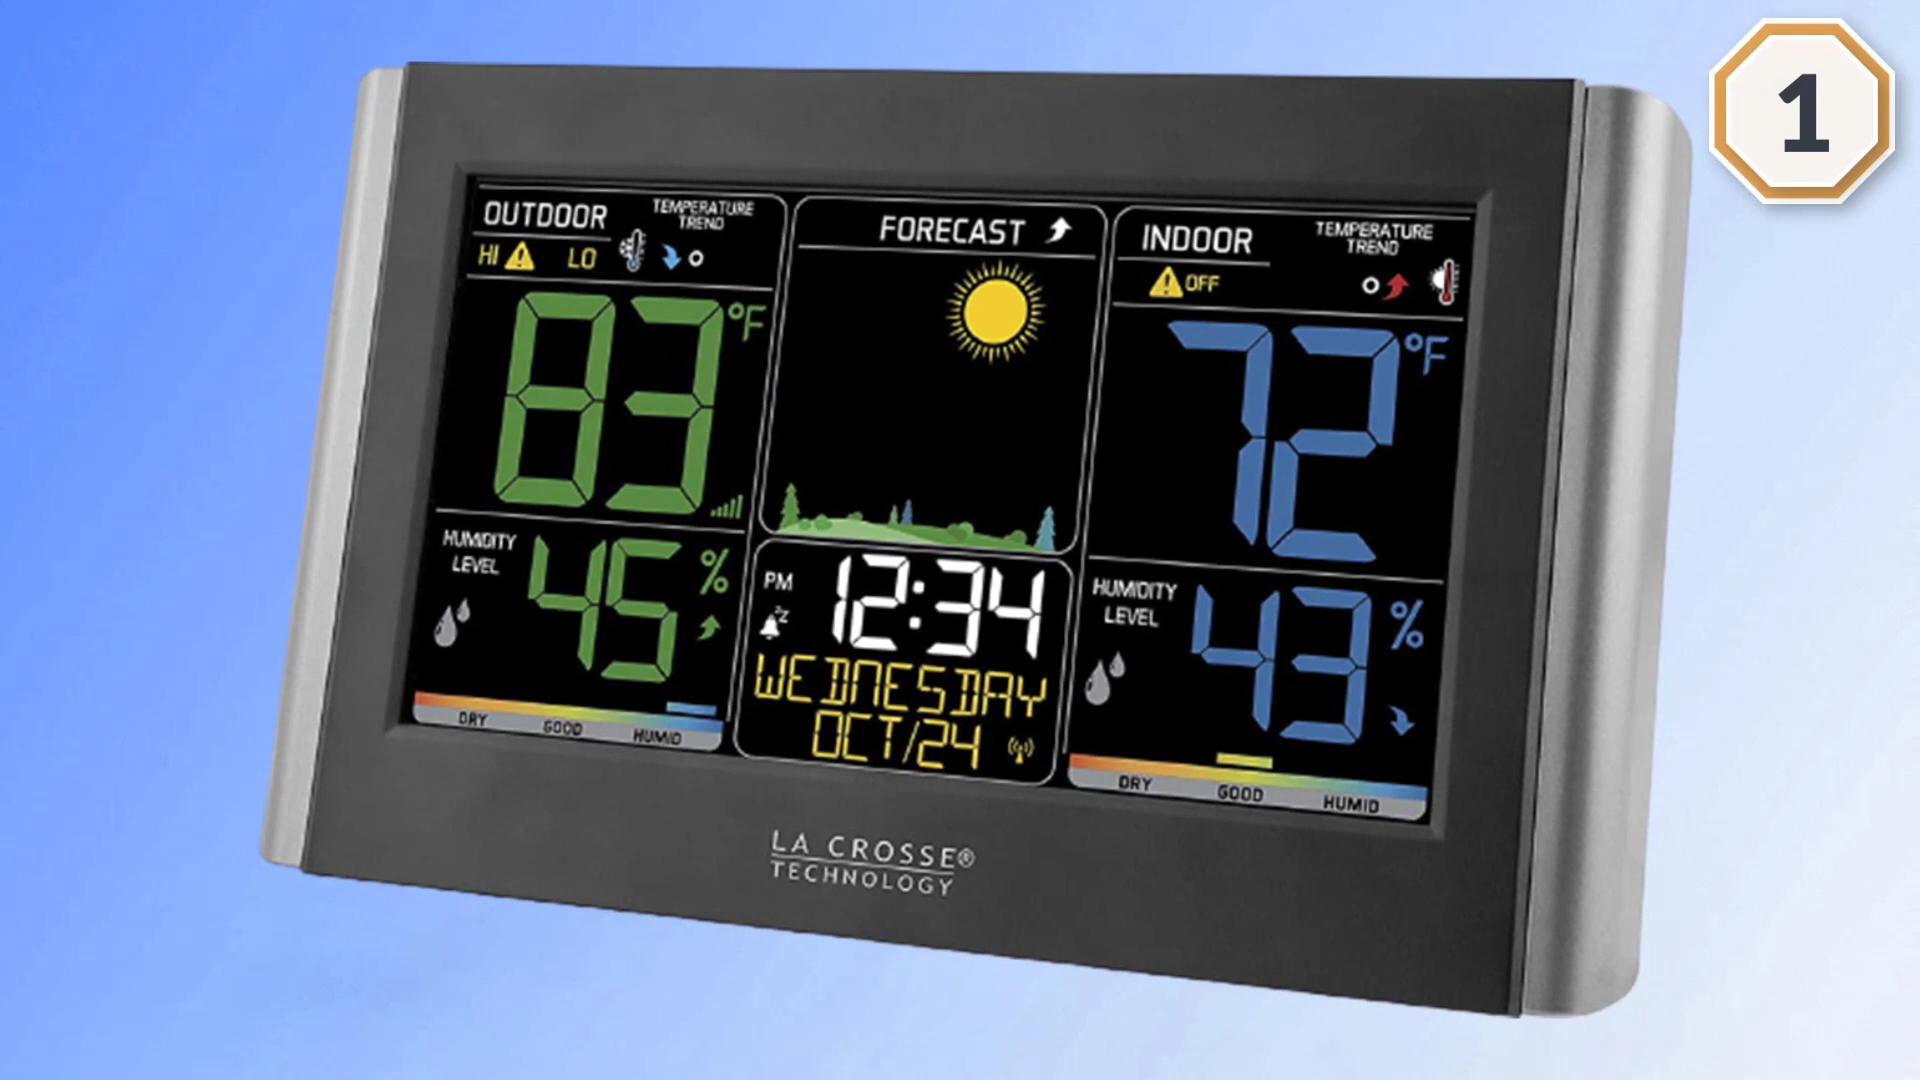 1
OUTDOOR
TEMPERATURE
TREND
HI LO
83 °F
HUMIDITY
LEVEL
45 %
DRY GOOD HUMID
FORECAST
PM 12:34
zZ
WEDNESDAY
OCT/24
INDOOR
TEMPERATURE
TREND
OFF
72 °F
HUMIDITY
LEVEL
43 %
DRY GOOD HUMID
LA CROSSE®
TECHNOLOGY